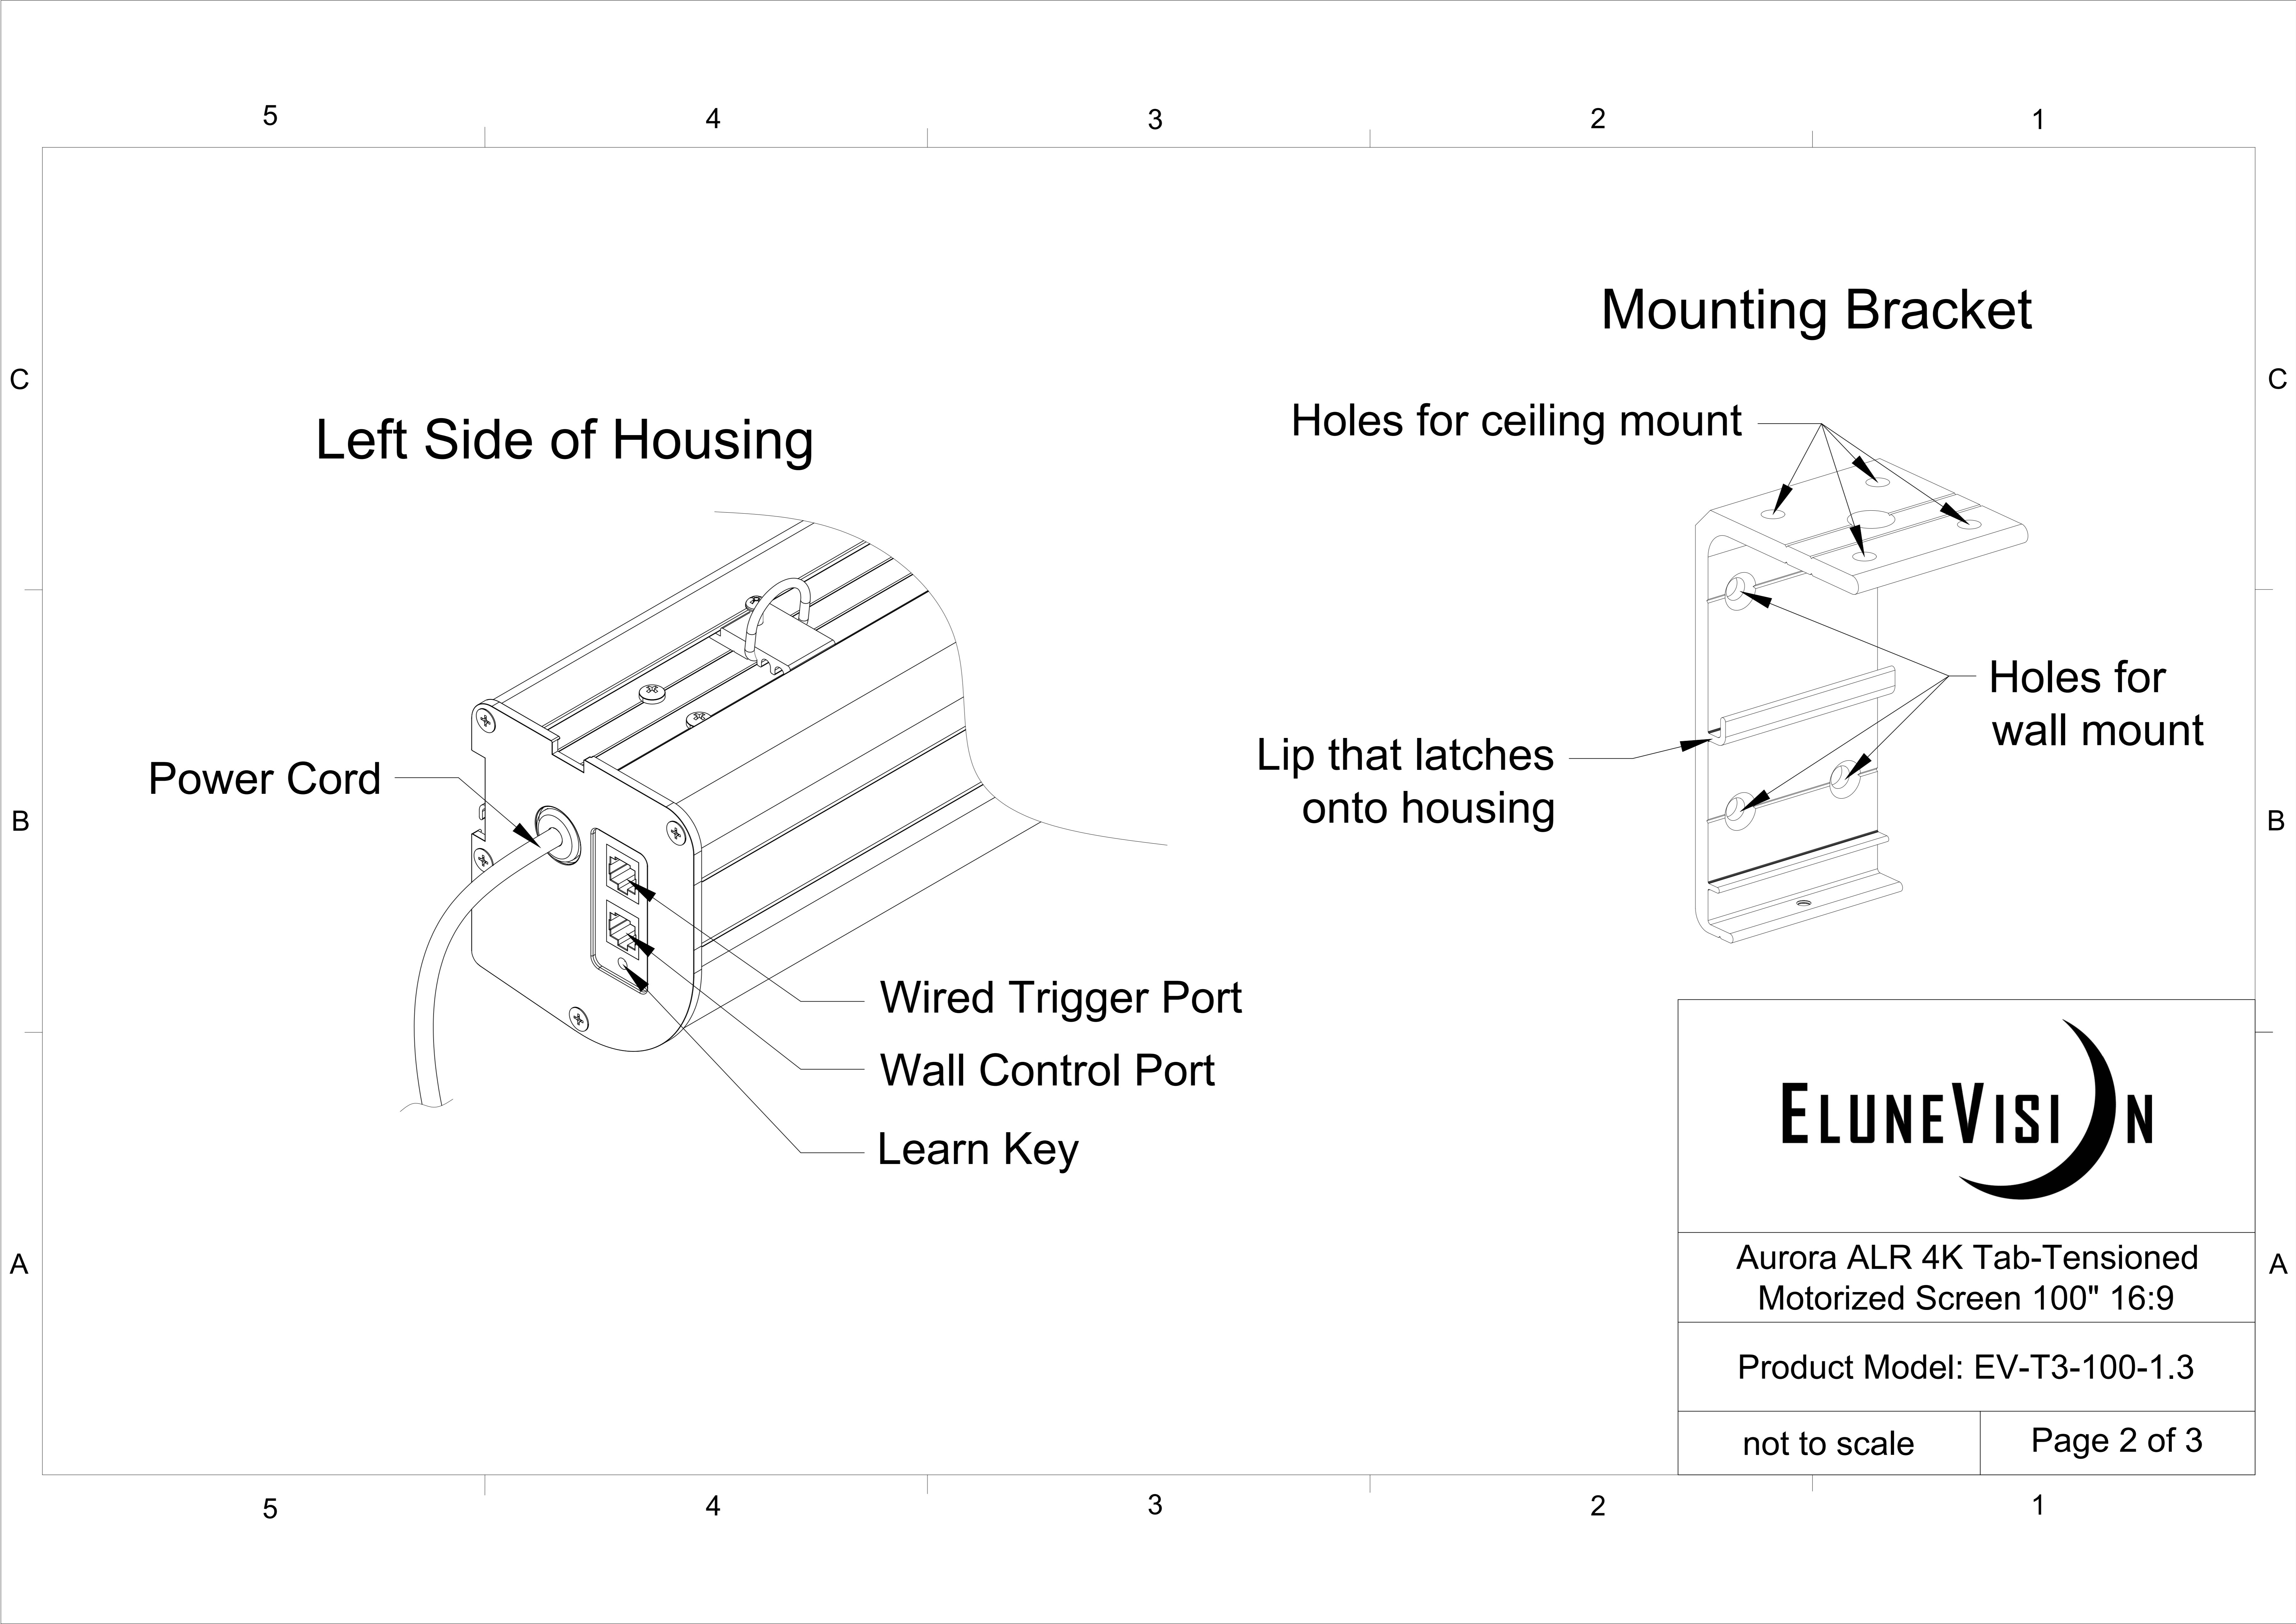 5 4 3 2 1
C C
B B
A A
Mounting Bracket
Left Side of Housing
Holes for ceiling mount
Holes for
wall mount
Lip that latches
onto housing
Power Cord
Wired Trigger Port
Wall Control Port
Learn Key
ELUNEVISION
Aurora ALR 4K Tab-Tensioned
Motorized Screen 100" 16:9
Product Model: EV-T3-100-1.3
not to scale
Page 2 of 3
5 4 3 2 1